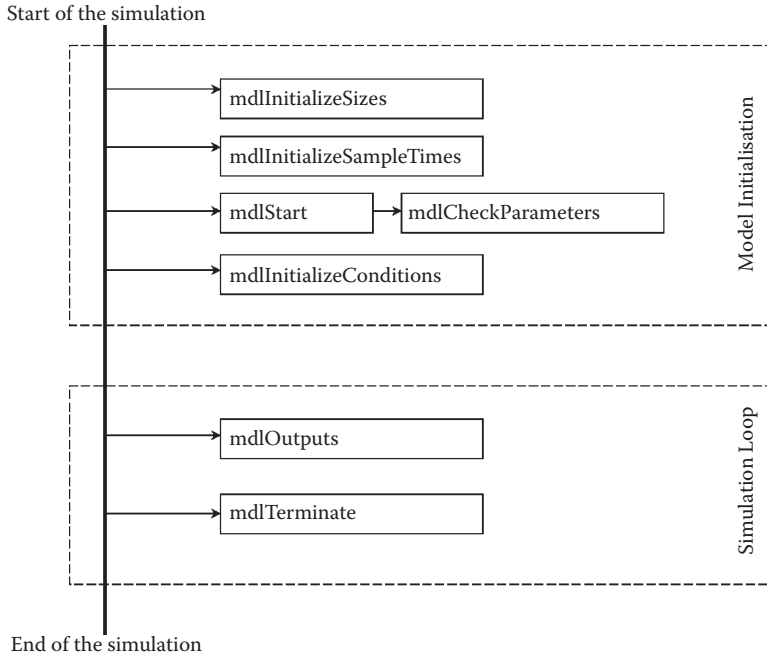 Start of the simulation
mdlInitializeSizes
mdlInitializeSampleTimes
mdlStart
mdlCheckParameters
mdlInitializeConditions
Model Initialisation
mdlOutputs
mdlTerminate
Simulation Loop
End of the simulation